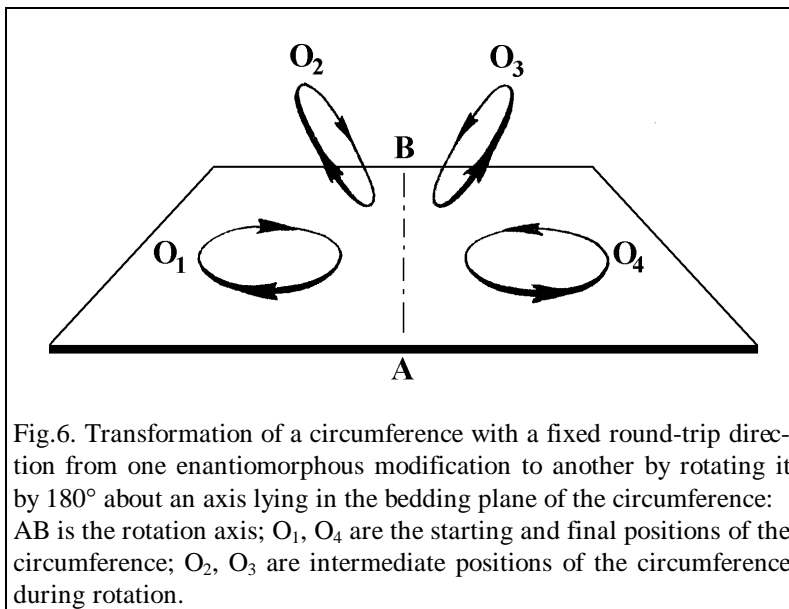 O2 O3
B
O1 O4
A
Fig.6. Transformation of a circumference with a fixed round-trip direc-
tion from one enantiomorphous modification to another by rotating it
by 180° about an axis lying in the bedding plane of the circumference:
AB is the rotation axis; O1, O4 are the starting and final positions of the
circumference; O2, O3 are intermediate positions of the circumference
during rotation.